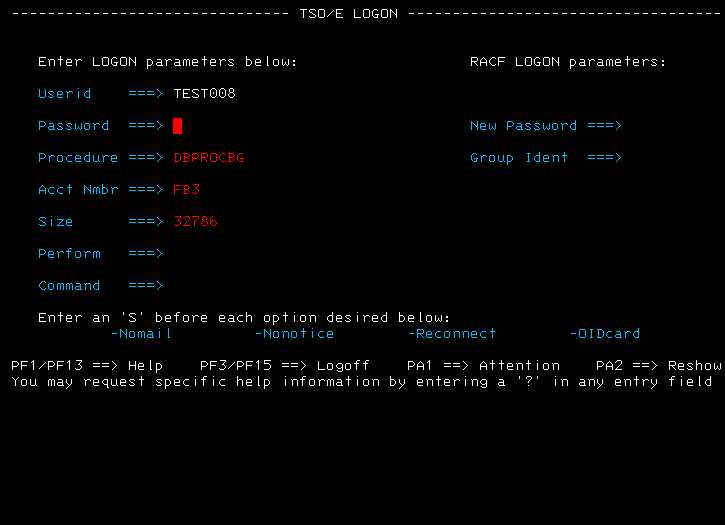 ------------------------------- TSO/E LOGON -----------------------------------
Enter LOGON parameters below: RACF LOGON parameters:
Userid ===> TEST008
Password ===> New Password ===>
Procedure ===> DBPROCBG Group Ident ===>
Acct Nmbr ===> FB3
Size ===> 32786
Perform ===>
Command ===>
Enter an 'S' before each option desired below:
-Nomail -Nonotice -Reconnect -OIDcard
PF1/PF13 ==> Help PF3/PF15 ==> Logoff PA1 ==> Attention PA2 ==> Reshow
You may request specific help information by entering a '?' in any entry field